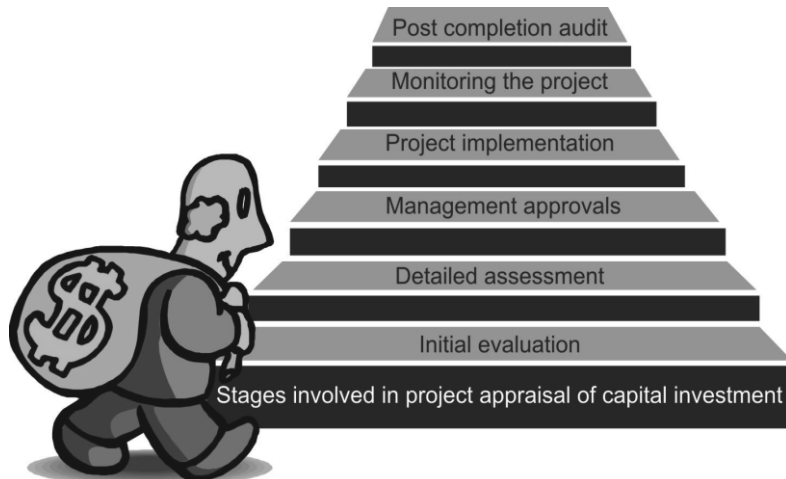 Post completion audit
Monitoring the project
Project implementation
Management approvals
Detailed assessment
Initial evaluation
Stages involved in project appraisal of capital investment
$